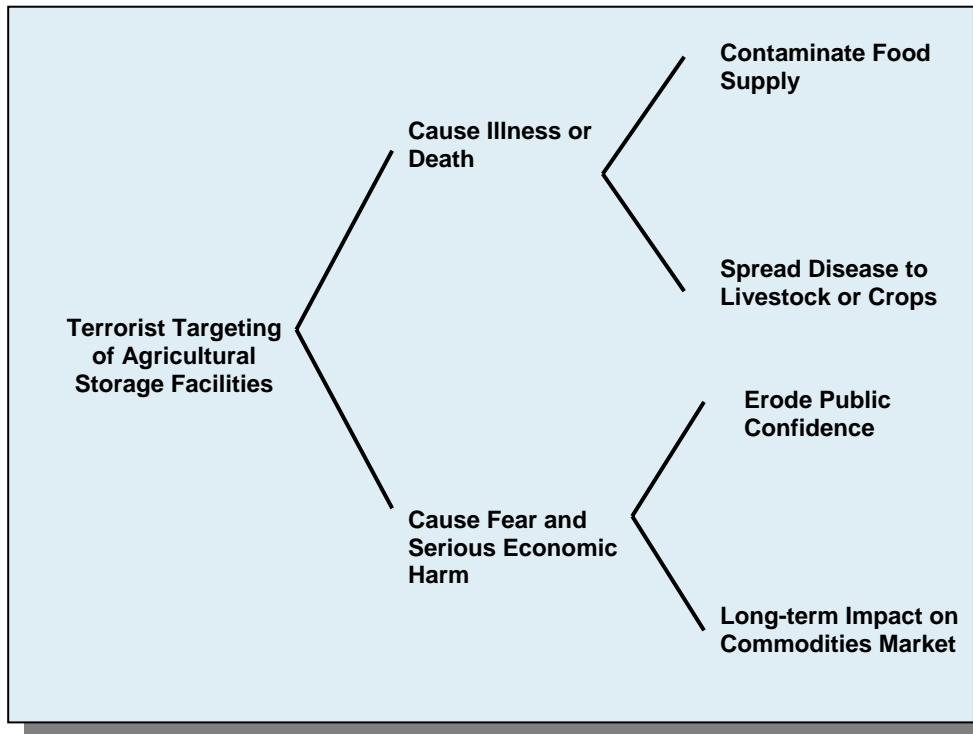 Terrorist Targeting
of Agricultural
Storage Facilities
Cause Illness or
Death
Contaminate Food
Supply
Spread Disease to
Livestock or Crops
Cause Fear and
Serious Economic
Harm
Erode Public
Confidence
Long-term Impact on
Commodities Market